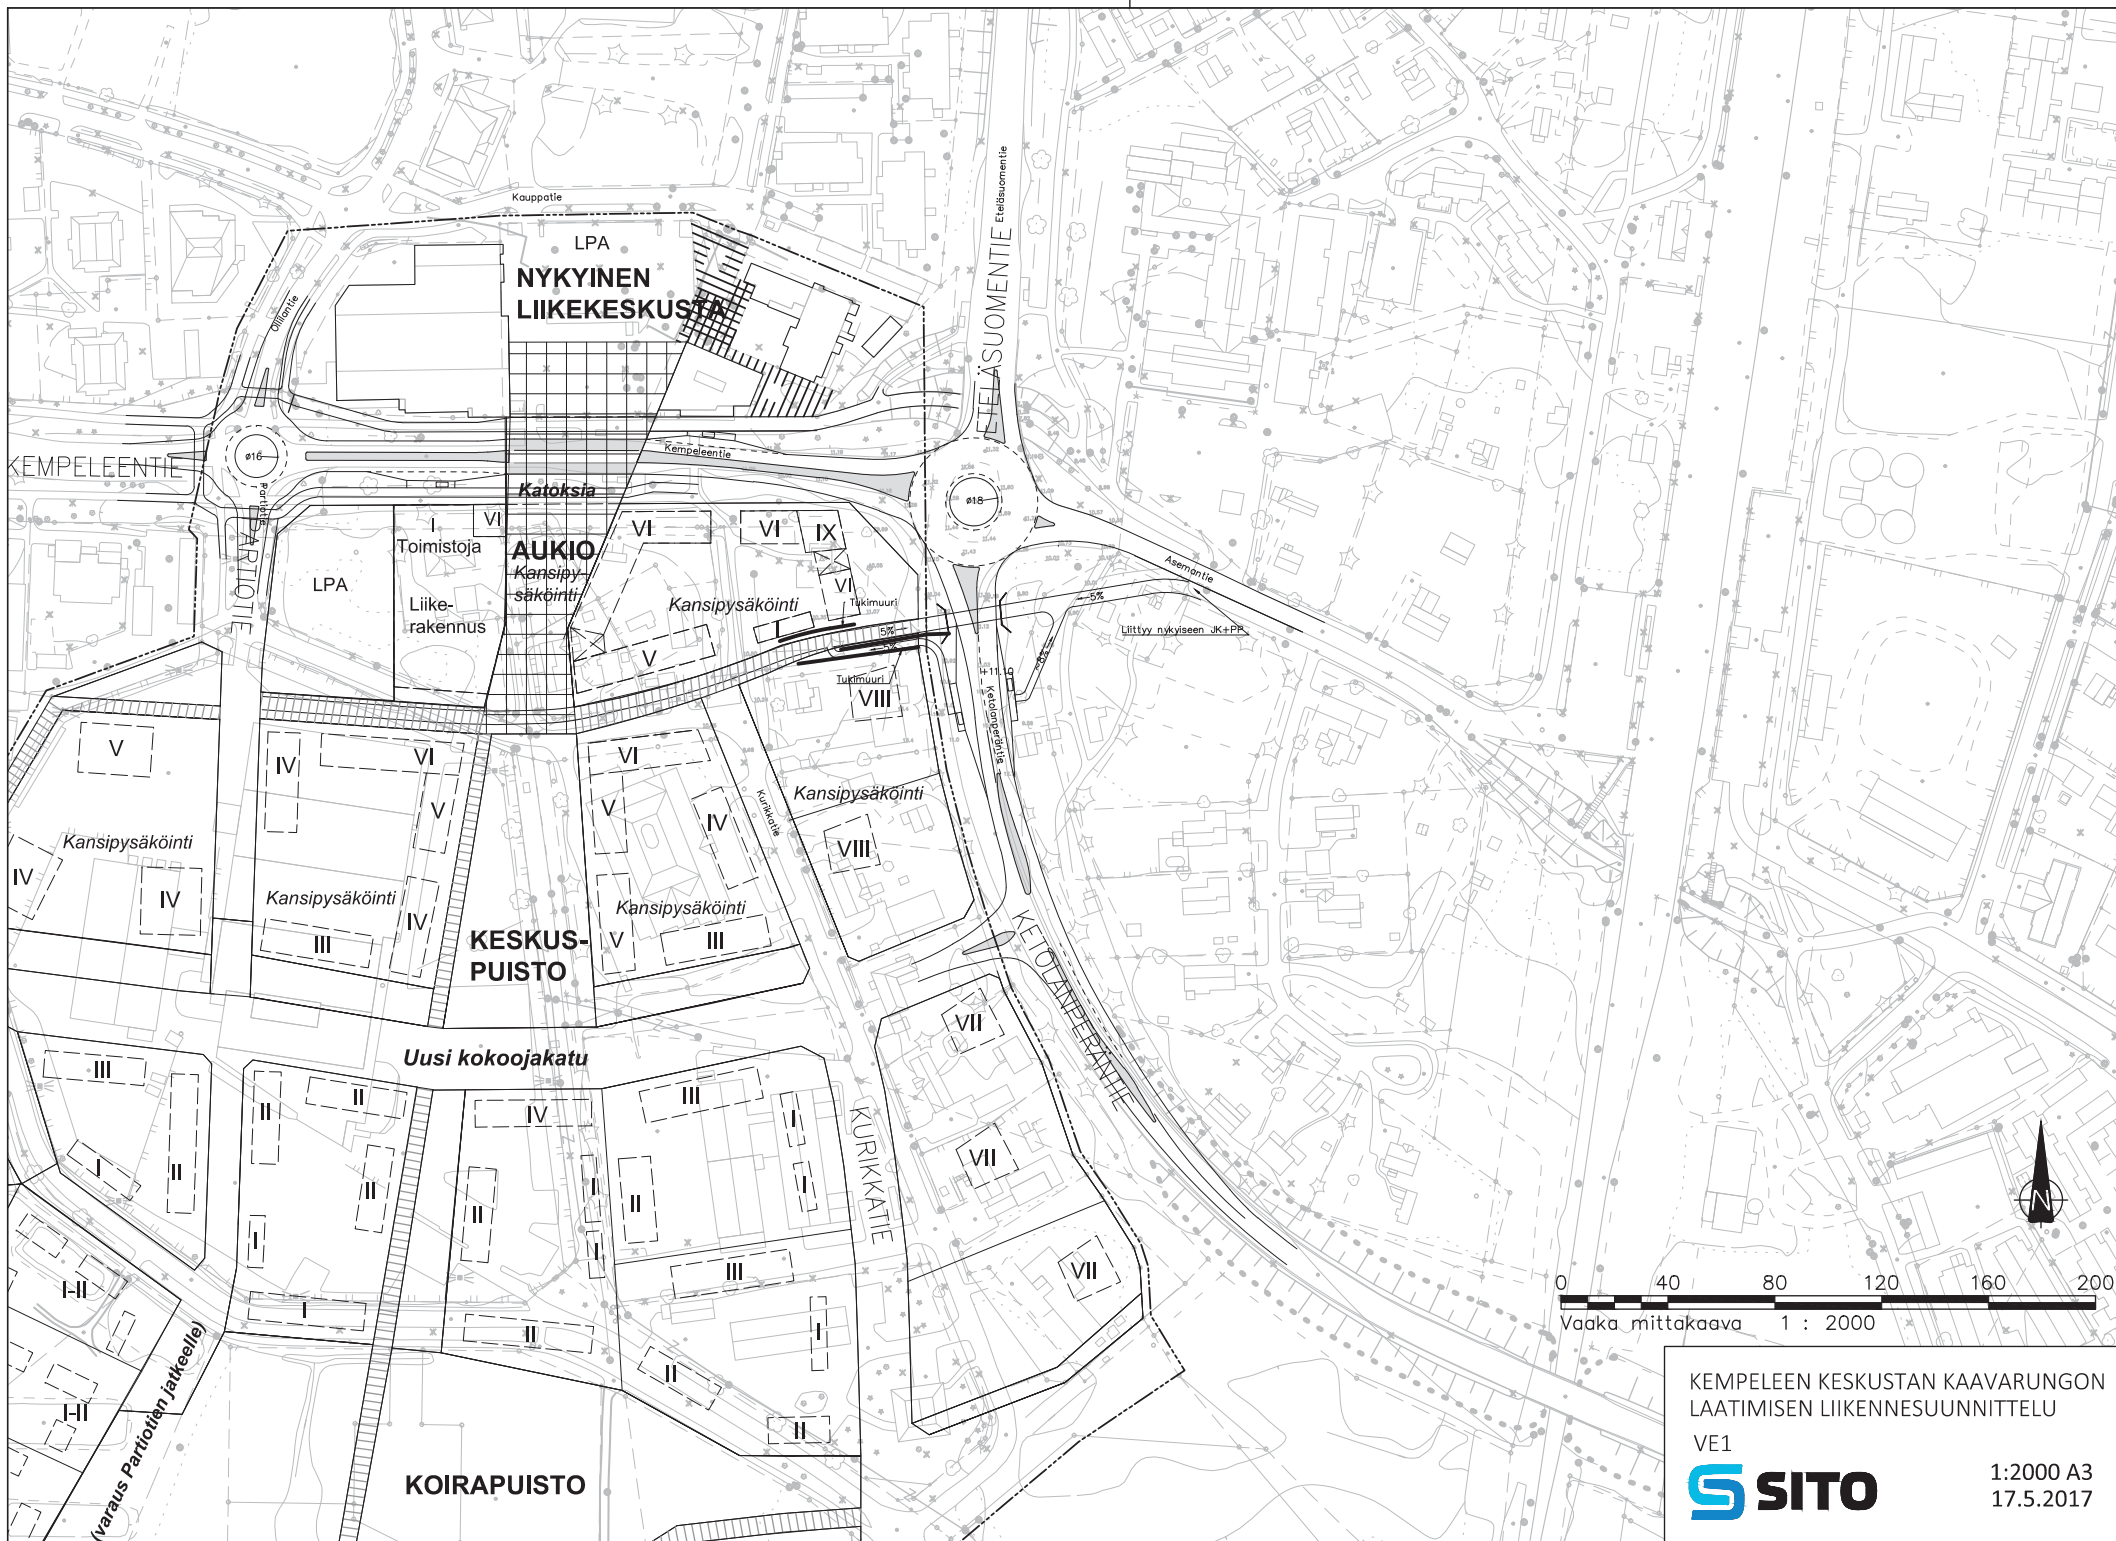 Kauppatie
LPA
NYKYINEN
LIIKEKESKUSTA
Ollilantie
ETELÄSUOMENTIE
Eteläsuomentie
KEMPELEENTIE
ø16
Kempeleentie
ø18
Katoksia
Partiotie
PARTIOTIE
I
VI
Toimistoja
AUKIO
Kansipy-
säköinti
VI
VI
IX
VI
LPA
Liike-
rakennus
Kansipysäköinti
I
V
Tukimuuri
5%
5%
Tukimuuri
VIII
Asemantie
5%
Liittyy nykyiseen JK+PP
8%
+11.10
Ketolanperäntie
V
IV
VI
V
VI
V
IV
Kurikkatie
Kansipysäköinti
VIII
Kansipysäköinti
IV
IV
Kansipysäköinti
III
IV
Kansipysäköinti
V
III
KESKUS-
PUISTO
KETOLANPERÄNTIE
VII
Uusi kokoojakatu
III
II
I
II
II
II
I
I
IV
II
I
I
III
I
I
II
KURIKKATIE
VII
VII
III
I
II
II
II
I-II
I-II
(varaus Partiotien jatkeelle)
KOIRAPUISTO
N
0 40 80 120 160 200
Vaaka mittakaava 1 : 2000
KEMPELEEN KESKUSTAN KAAVARUNGON
LAATIMISEN LIIKENNESUUNNITTELU
VE1
SITO
1:2000 A3
17.5.2017